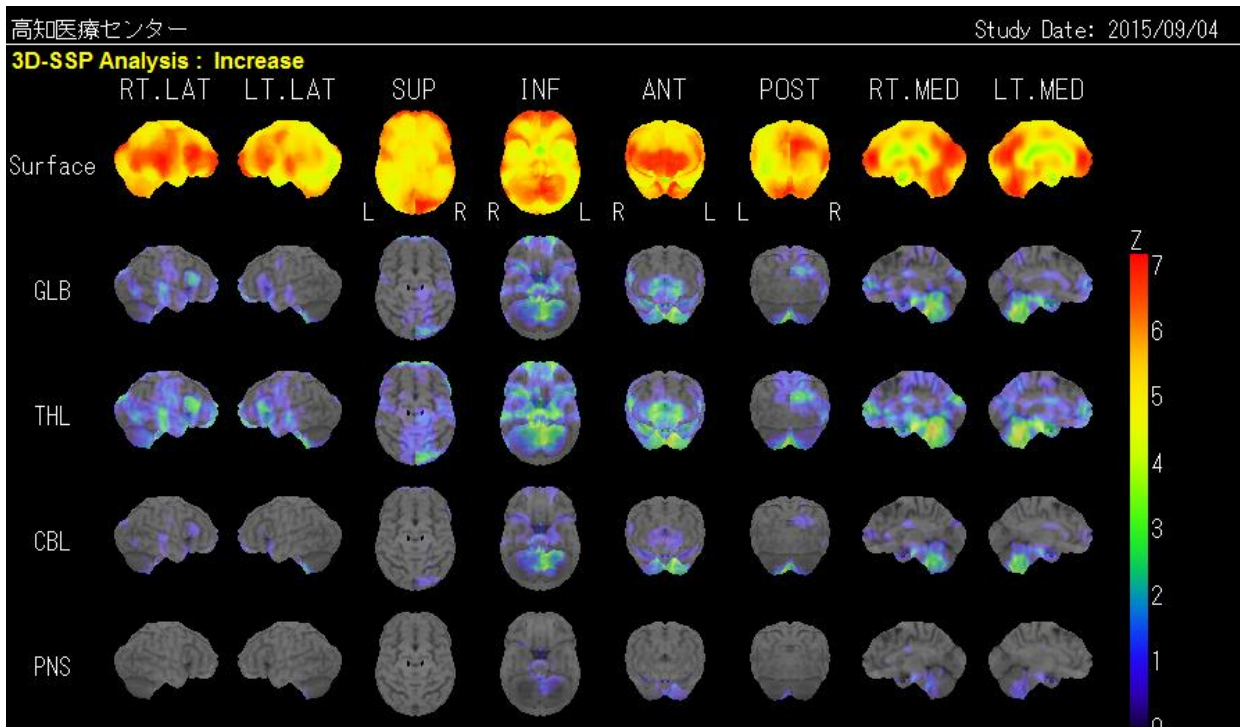 高知医療センター
Study Date: 2015/09/04
3D-SSP Analysis : Increase
RT.LAT LT.LAT SUP INF ANT POST RT.MED LT.MED
Surface
L R R L R L L R
Z
7
GLB
6
5
THL
4
3
CBL
2
1
PNS
0